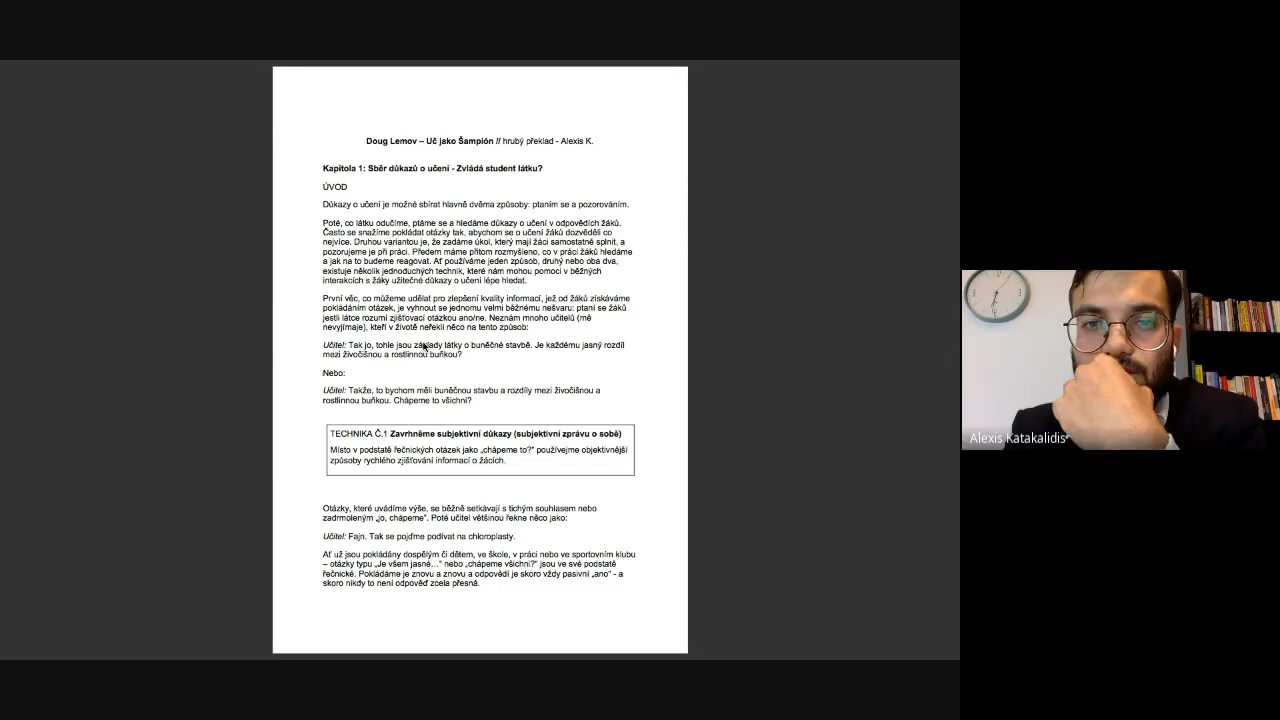 Doug Lemov – Uč jako Šampión // hrubý překlad - Alexis K.
Kapitola 1: Sběr důkazů o učení - Zvládá student látku?
ÚVOD
Důkazy o učení je možné sbírat hlavně dvěma způsoby: ptaním se a pozorováním.
Poté, co látku odučíme, ptáme se a hledáme důkazy o učení v odpovědích žáků.
Často se snažíme pokládat otázky tak, abychom se o učení žáků dozvěděli co
nejvíce. Druhou variantou je, že zadáme úkol, který mají žáci samostatně splnit, a
pozorujeme je při práci. Předem máme přitom rozmyšleno, co v práci žáků hledáme
a jak na to budeme reagovat. Ať používáme jeden způsob, druhý nebo oba dva,
existuje několik jednoduchých technik, které nám mohou pomoci v běžných
interakcích s žáky užitečné důkazy o učení lépe hledat.
První věc, co můžeme udělat pro zlepšení kvality informací, jež od žáků získáváme
pokládáním otázek, je vyhnout se jednomu velmi běžnému nešvaru: ptaní se žáků
jestli látce rozumí zjišťovací otázkou ano/ne. Neznám mnoho učitelů (mě
nevyjímaje), kteří v životě neřekli něco na tento způsob:
Učitel: Tak jo, tohle jsou základy látky o buněčné stavbě. Je každému jasný rozdíl
mezi živočišnou a rostlinnou buňkou?
Nebo:
Učitel: Takže, to bychom měli buněčnou stavbu a rozdíly mezi živočišnou a
rostlinnou buňkou. Chápeme to všichni?
TECHNIKA Č.1 Zavrhněme subjektivní důkazy (subjektivní zprávu o sobě)
Místo v podstatě řečnických otázek jako „chápeme to?" používejme objektivnější
způsoby rychlého zjišťování informací o žácích.
Otázky, které uvádíme výše, se běžně setkávají s tichým souhlasem nebo
zadrmoleným „jo, chápeme". Poté učitel většinou řekne něco jako:
Učitel: Fajn. Tak se pojďme podívat na chloroplasty.
Ať už jsou pokládány dospělým či dětem, ve škole, v práci nebo ve sportovním klubu
– otázky typu „Je všem jasné…" nebo „chápeme všichni?" jsou ve své podstatě
řečnické. Pokládáme je znovu a znovu a odpovědí je skoro vždy pasivní „ano" - a
skoro nikdy to není odpověď zcela přesná.
Alexis Katakalidis